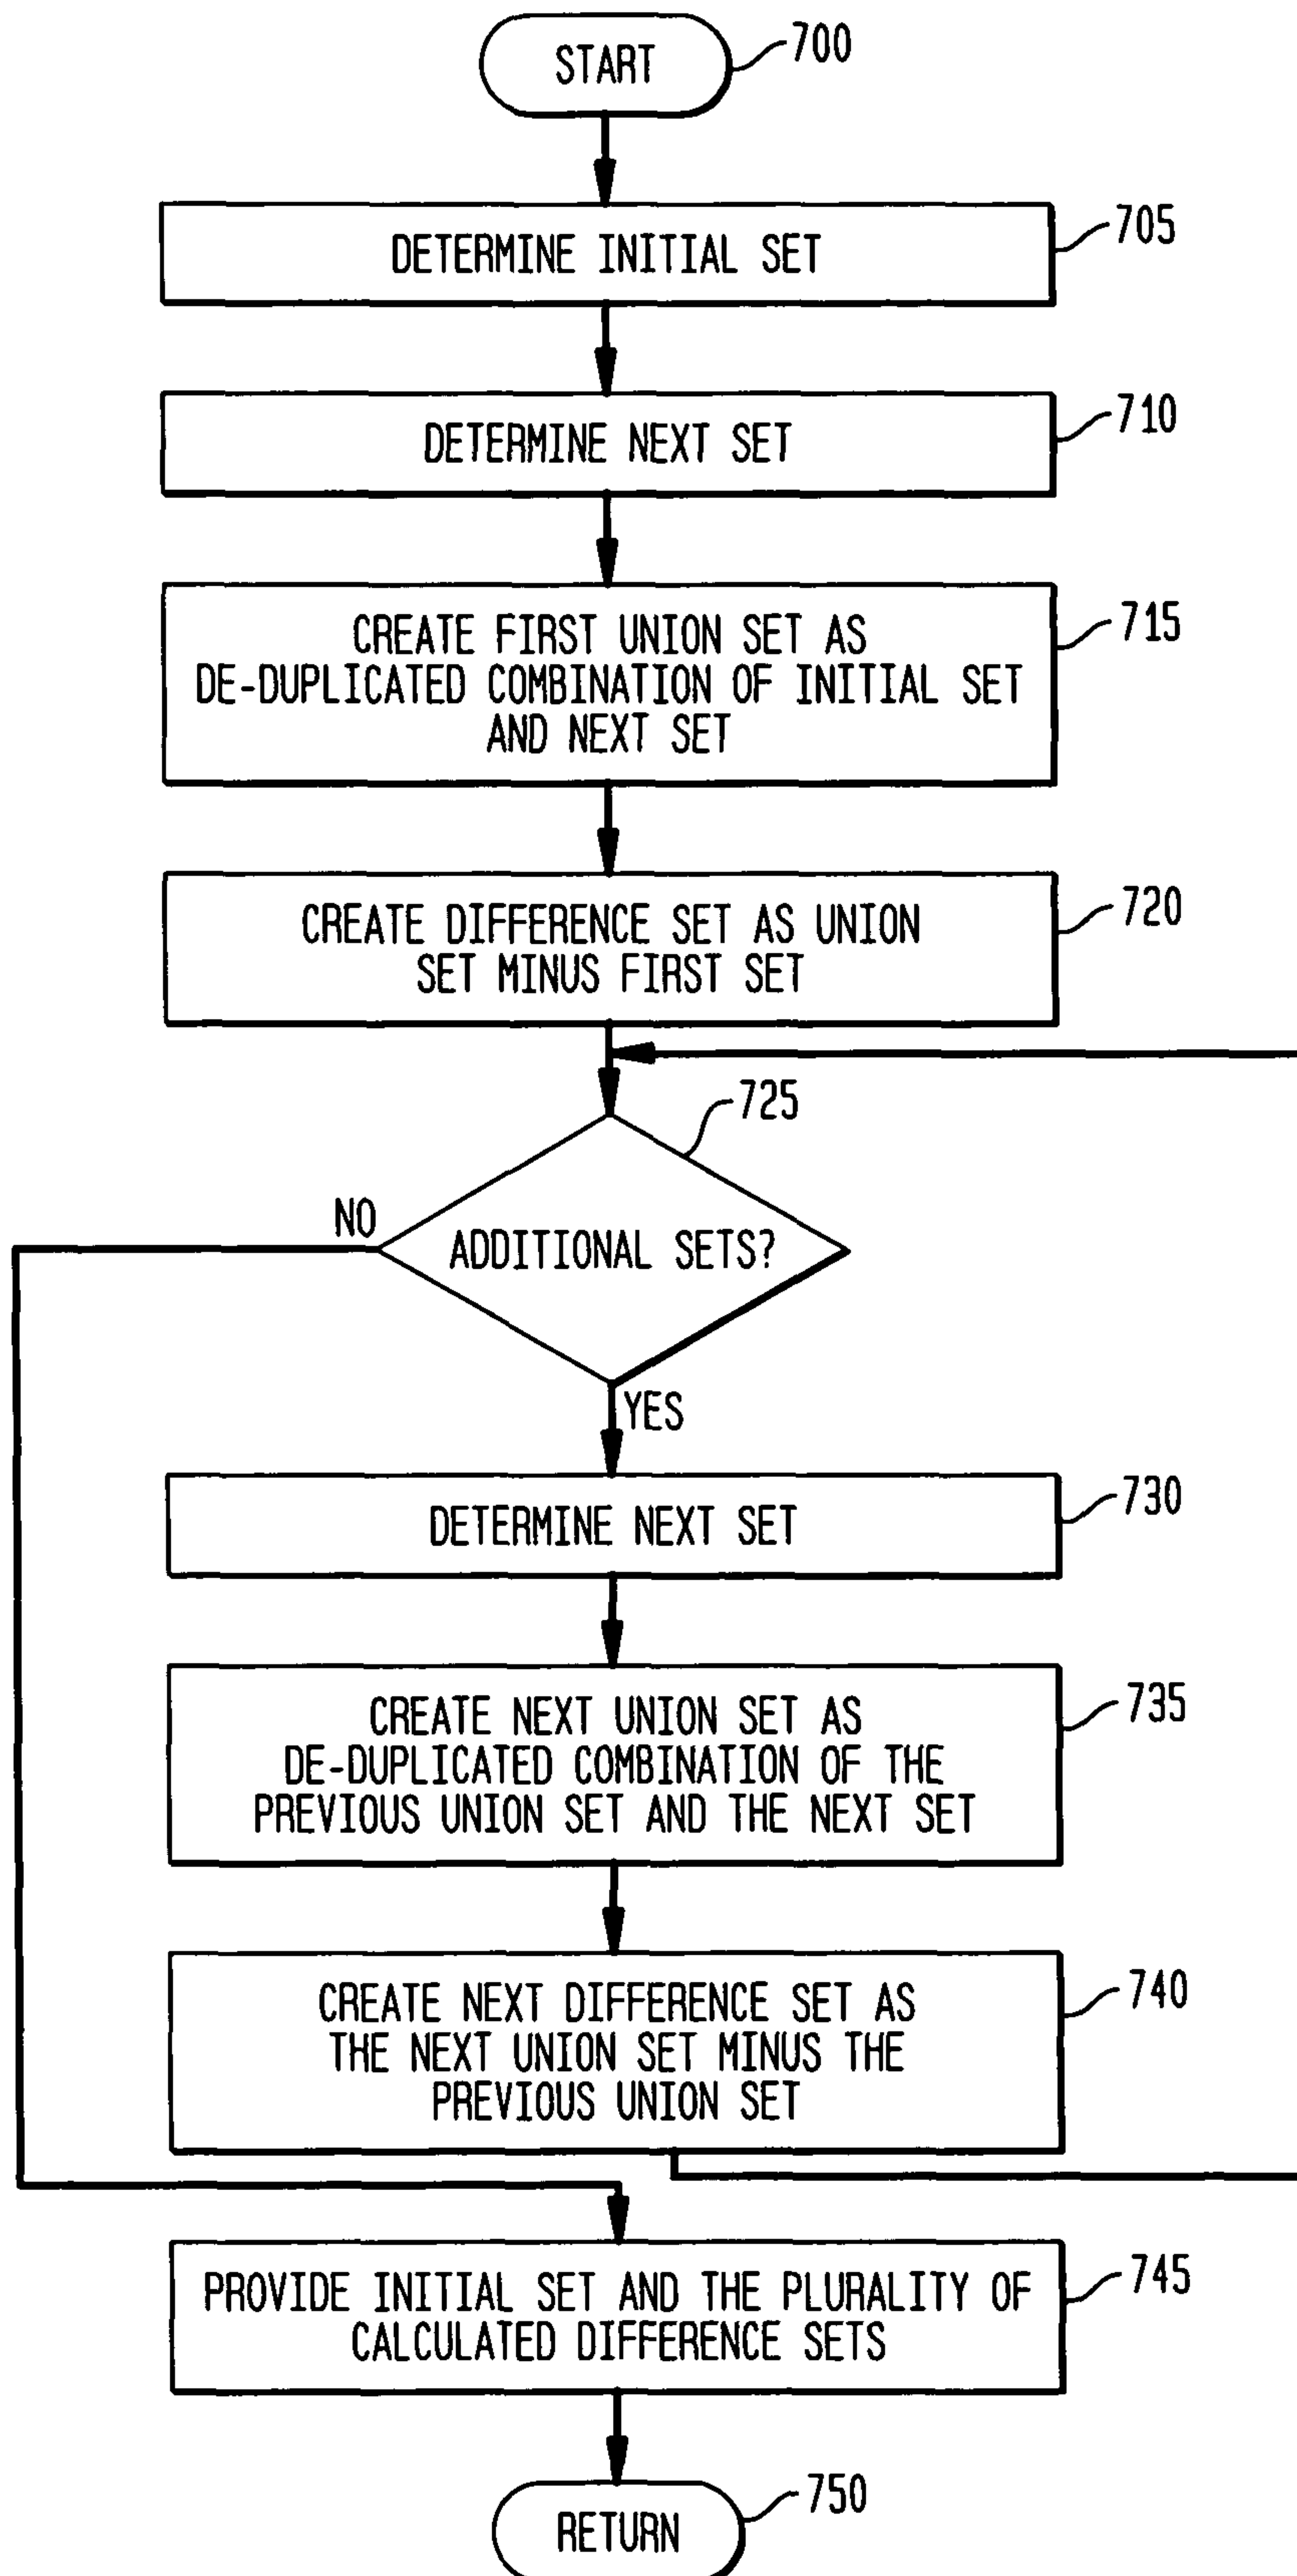 START
700
DETERMINE INITIAL SET
705
DETERMINE NEXT SET
710
CREATE FIRST UNION SET AS
DE-DUPLICATED COMBINATION OF INITIAL SET
AND NEXT SET
715
CREATE DIFFERENCE SET AS UNION
SET MINUS FIRST SET
720
725
ADDITIONAL SETS?
NO
YES
DETERMINE NEXT SET
730
CREATE NEXT UNION SET AS
DE-DUPLICATED COMBINATION OF THE
PREVIOUS UNION SET AND THE NEXT SET
735
CREATE NEXT DIFFERENCE SET AS
THE NEXT UNION SET MINUS THE
PREVIOUS UNION SET
740
PROVIDE INITIAL SET AND THE PLURALITY OF
CALCULATED DIFFERENCE SETS
745
RETURN
750